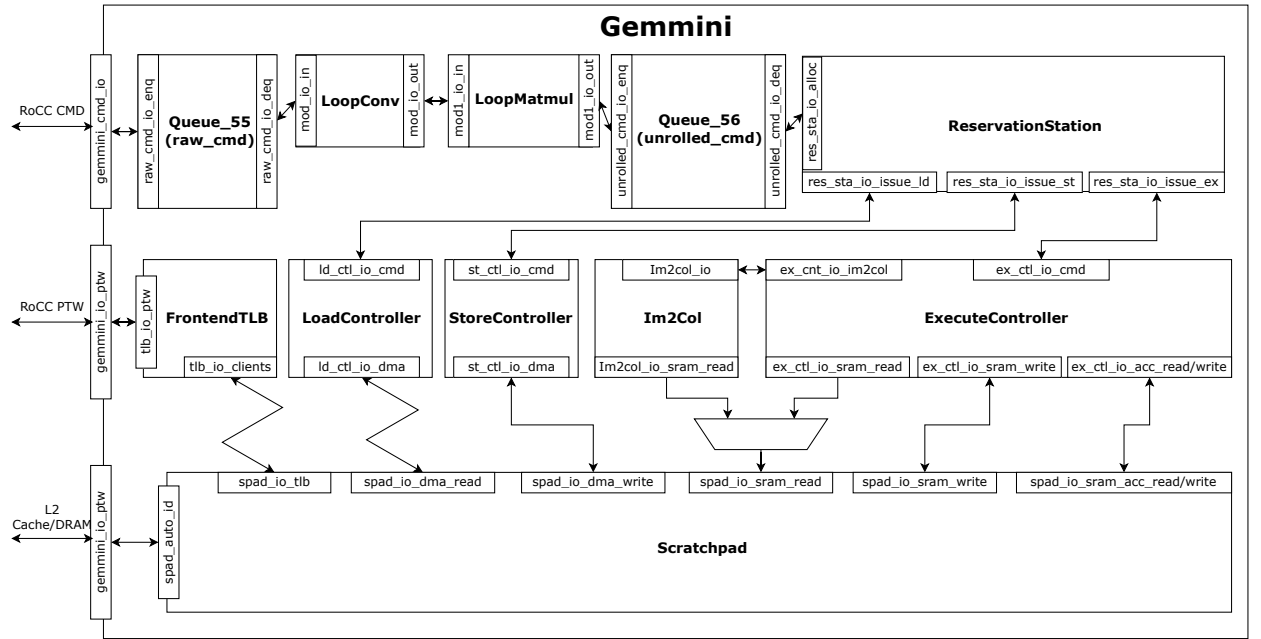 Gemmini
RoCC CMD
gemmini_cmd_io
raw_cmd_io_enq
Queue_55
(raw_cmd)
raw_cmd_io_deq
mod_io_in
LoopConv
mod_io_out
mod1_io_in
LoopMatmul
mod1_io_out
unrolled_cmd_io_enq
Queue_56
(unrolled_cmd)
unrolled_cmd_io_deq
res_sta_io_alloc
ReservationStation
res_sta_io_issue_ld
res_sta_io_issue_st
res_sta_io_issue_ex
RoCC PTW
gemmini_io_ptw
tlb_io_ptw
FrontendTLB
tlb_io_clients
ld_ctl_io_cmd
LoadController
ld_ctl_io_dma
st_ctl_io_cmd
StoreController
st_ctl_io_dma
Im2col_io
Im2Col
Im2col_io_sram_read
ex_cnt_io_im2col
ex_ctl_io_cmd
ExecuteController
ex_ctl_io_sram_read
ex_ctl_io_sram_write
ex_ctl_io_acc_read/write
L2
Cache/DRAM
gemmini_io_ptw
spad_auto_id
spad_io_tlb
spad_io_dma_read
spad_io_dma_write
spad_io_sram_read
spad_io_sram_write
spad_io_sram_acc_read/write
Scratchpad